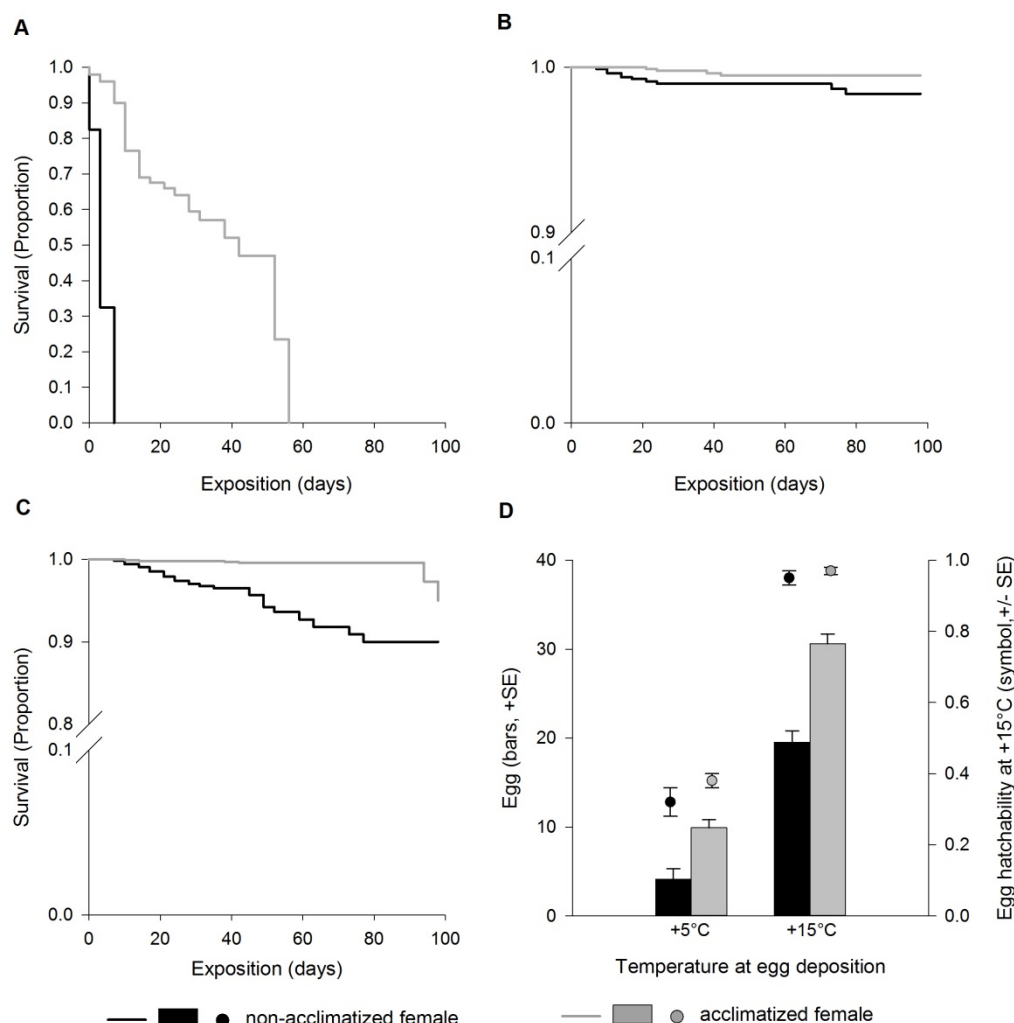 A
1.0
0.9
0.8
0.7
0.6
0.5
0.4
0.3
0.2
0.1
0.0
Survival (Proportion)
0 20 40 60 80 100
Exposition (days)
B
1.0
0.9
0.1
0.0
0 20 40 60 80 100
Exposition (days)
C
1.0
0.9
0.8
0.1
0.0
Survival (Proportion)
0 20 40 60 80 100
Exposition (days)
D
40
30
20
10
0
Egg (bars, +SE)
1.0
0.8
0.6
0.4
0.2
0.0
Egg hatchability at +15°C (symbol,+/- SE)
+5°C +15°C
Temperature at egg deposition
non-acclimatized female
acclimatized female